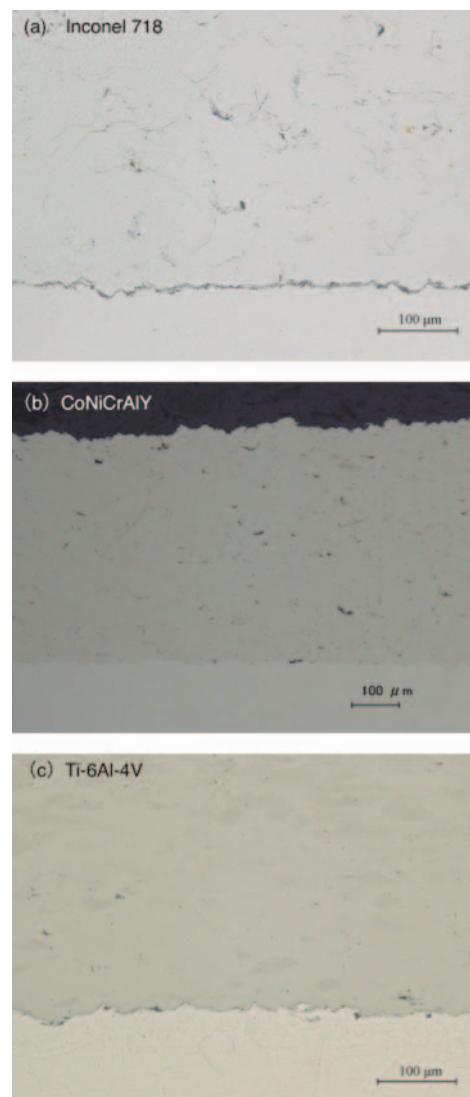 (a) Inconel 718
100 μm
(b) CoNiCrAlY
100 μm
(c) Ti-6Al-4V
100 μm